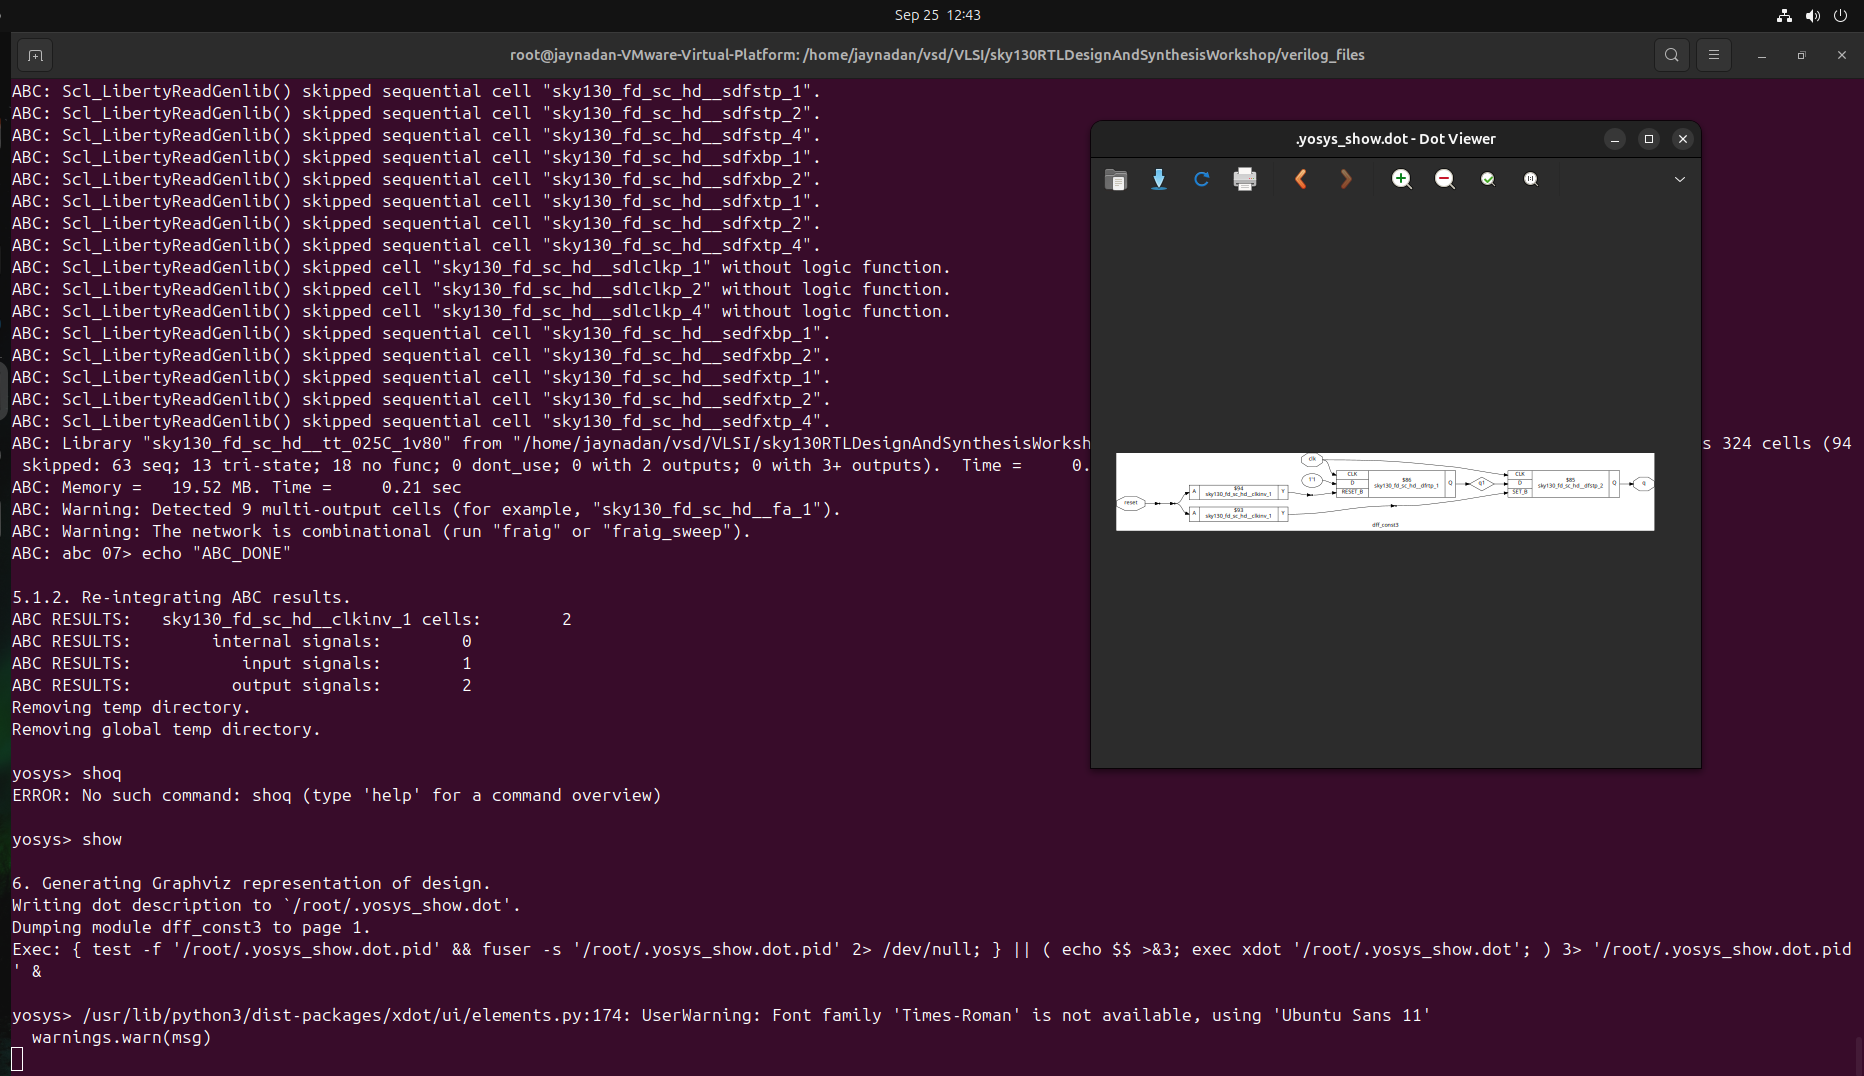 Sep 25 12:43
root@jaynadan-VMware-Virtual-Platform: /home/jaynadan/vsd/VLSI/sky130RTLDesignAndSynthesisWorkshop/verilog_files
ABC: Scl_LibertyReadGenlib() skipped sequential cell "sky130_fd_sc_hd__sdfstp_1".
ABC: Scl_LibertyReadGenlib() skipped sequential cell "sky130_fd_sc_hd__sdfstp_2".
ABC: Scl_LibertyReadGenlib() skipped sequential cell "sky130_fd_sc_hd__sdfstp_4".
ABC: Scl_LibertyReadGenlib() skipped sequential cell "sky130_fd_sc_hd__sdfxbp_1".
ABC: Scl_LibertyReadGenlib() skipped sequential cell "sky130_fd_sc_hd__sdfxbp_2".
ABC: Scl_LibertyReadGenlib() skipped sequential cell "sky130_fd_sc_hd__sdfxtp_1".
ABC: Scl_LibertyReadGenlib() skipped sequential cell "sky130_fd_sc_hd__sdfxtp_2".
ABC: Scl_LibertyReadGenlib() skipped sequential cell "sky130_fd_sc_hd__sdfxtp_4".
ABC: Scl_LibertyReadGenlib() skipped cell "sky130_fd_sc_hd__sdlclkp_1" without logic function.
ABC: Scl_LibertyReadGenlib() skipped cell "sky130_fd_sc_hd__sdlclkp_2" without logic function.
ABC: Scl_LibertyReadGenlib() skipped cell "sky130_fd_sc_hd__sdlclkp_4" without logic function.
ABC: Scl_LibertyReadGenlib() skipped sequential cell "sky130_fd_sc_hd__sedfxbp_1".
ABC: Scl_LibertyReadGenlib() skipped sequential cell "sky130_fd_sc_hd__sedfxbp_2".
ABC: Scl_LibertyReadGenlib() skipped sequential cell "sky130_fd_sc_hd__sedfxtp_1".
ABC: Scl_LibertyReadGenlib() skipped sequential cell "sky130_fd_sc_hd__sedfxtp_2".
ABC: Scl_LibertyReadGenlib() skipped sequential cell "sky130_fd_sc_hd__sedfxtp_4".
ABC: Library "sky130_fd_sc_hd__tt_025C_1v80" from "/home/jaynadan/vsd/VLSI/sky130RTLDesignAndSynthesisWorksh s 324 cells (94
skipped: 63 seq; 13 tri-state; 18 no func; 0 dont_use; 0 with 2 outputs; 0 with 3+ outputs). Time = 0.
ABC: Memory = 19.52 MB. Time = 0.21 sec
ABC: Warning: Detected 9 multi-output cells (for example, "sky130_fd_sc_hd__fa_1").
ABC: Warning: The network is combinational (run "fraig" or "fraig_sweep").
ABC: abc 07> echo "ABC_DONE"
5.1.2. Re-integrating ABC results.
ABC RESULTS: sky130_fd_sc_hd__clkinv_1 cells: 2
ABC RESULTS: internal signals: 0
ABC RESULTS: input signals: 1
ABC RESULTS: output signals: 2
Removing temp directory.
Removing global temp directory.
yosys> shoq
ERROR: No such command: shoq (type 'help' for a command overview)
yosys> show
6. Generating Graphviz representation of design.
Writing dot description to `/root/.yosys_show.dot'.
Dumping module dff_const3 to page 1.
Exec: { test -f '/root/.yosys_show.dot.pid' && fuser -s '/root/.yosys_show.dot.pid' 2> /dev/null; } || ( echo $$ >&3; exec xdot '/root/.yosys_show.dot'; ) 3> '/root/.yosys_show.dot.pid
' &
yosys> /usr/lib/python3/dist-packages/xdot/ui/elements.py:174: UserWarning: Font family 'Times-Roman' is not available, using 'Ubuntu Sans 11'
warnings.warn(msg)
.yosys_show.dot - Dot Viewer
reset
A $94 sky130_fd_sc_hd__clkinv_1 Y
A $93 sky130_fd_sc_hd__clkinv_1 Y
clk
1'1
CLK
D
RESET_B
$86
sky130_fd_sc_hd__dfrtp_1
Q
q1
CLK
D
SET_B
$85
sky130_fd_sc_hd__dfstp_2
Q
q
dff_const3